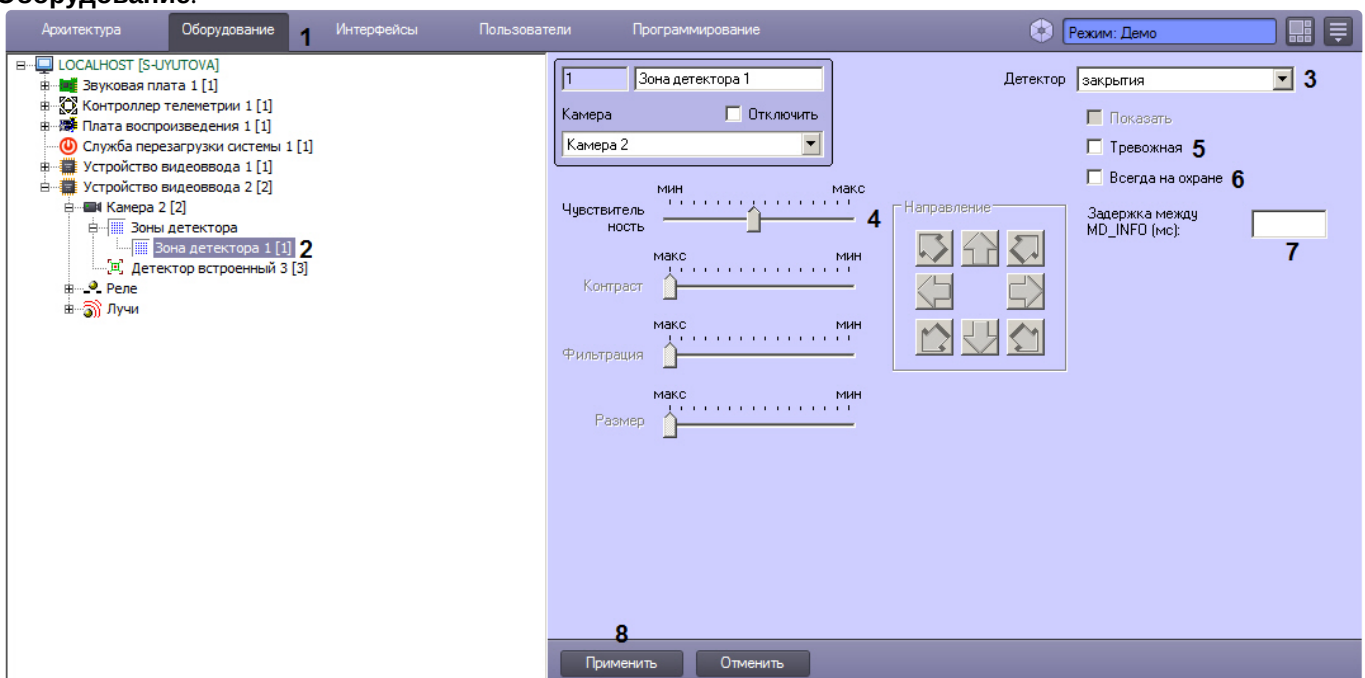 Оборудование.
Архитектура Оборудование 1 Интерфейсы Пользователи Программирование Режим: Демо
LOCALHOST [S-UYUTOVA]
Звуковая плата 1 [1]
Контроллер телеметрии 1 [1]
Плата воспроизведения 1 [1]
Служба перезагрузки системы 1 [1]
Устройство видеоввода 1 [1]
Устройство видеоввода 2 [2]
Камера 2 [2]
Зоны детектора
Зона детектора 1 [1] 2
Детектор встроенный 3 [3]
Реле
Лучи
1 Зона детектора 1
Камера Отключить
Камера 2
Детектор закрытия 3
Показать
Тревожная 5
Всегда на охране 6
Задержка между
MD_INFO (мс):
7
мин макс
Чувствитель
ность
4
макс мин
Контраст
макс мин
Фильтрация
макс мин
Размер
Направление
8
Применить Отменить